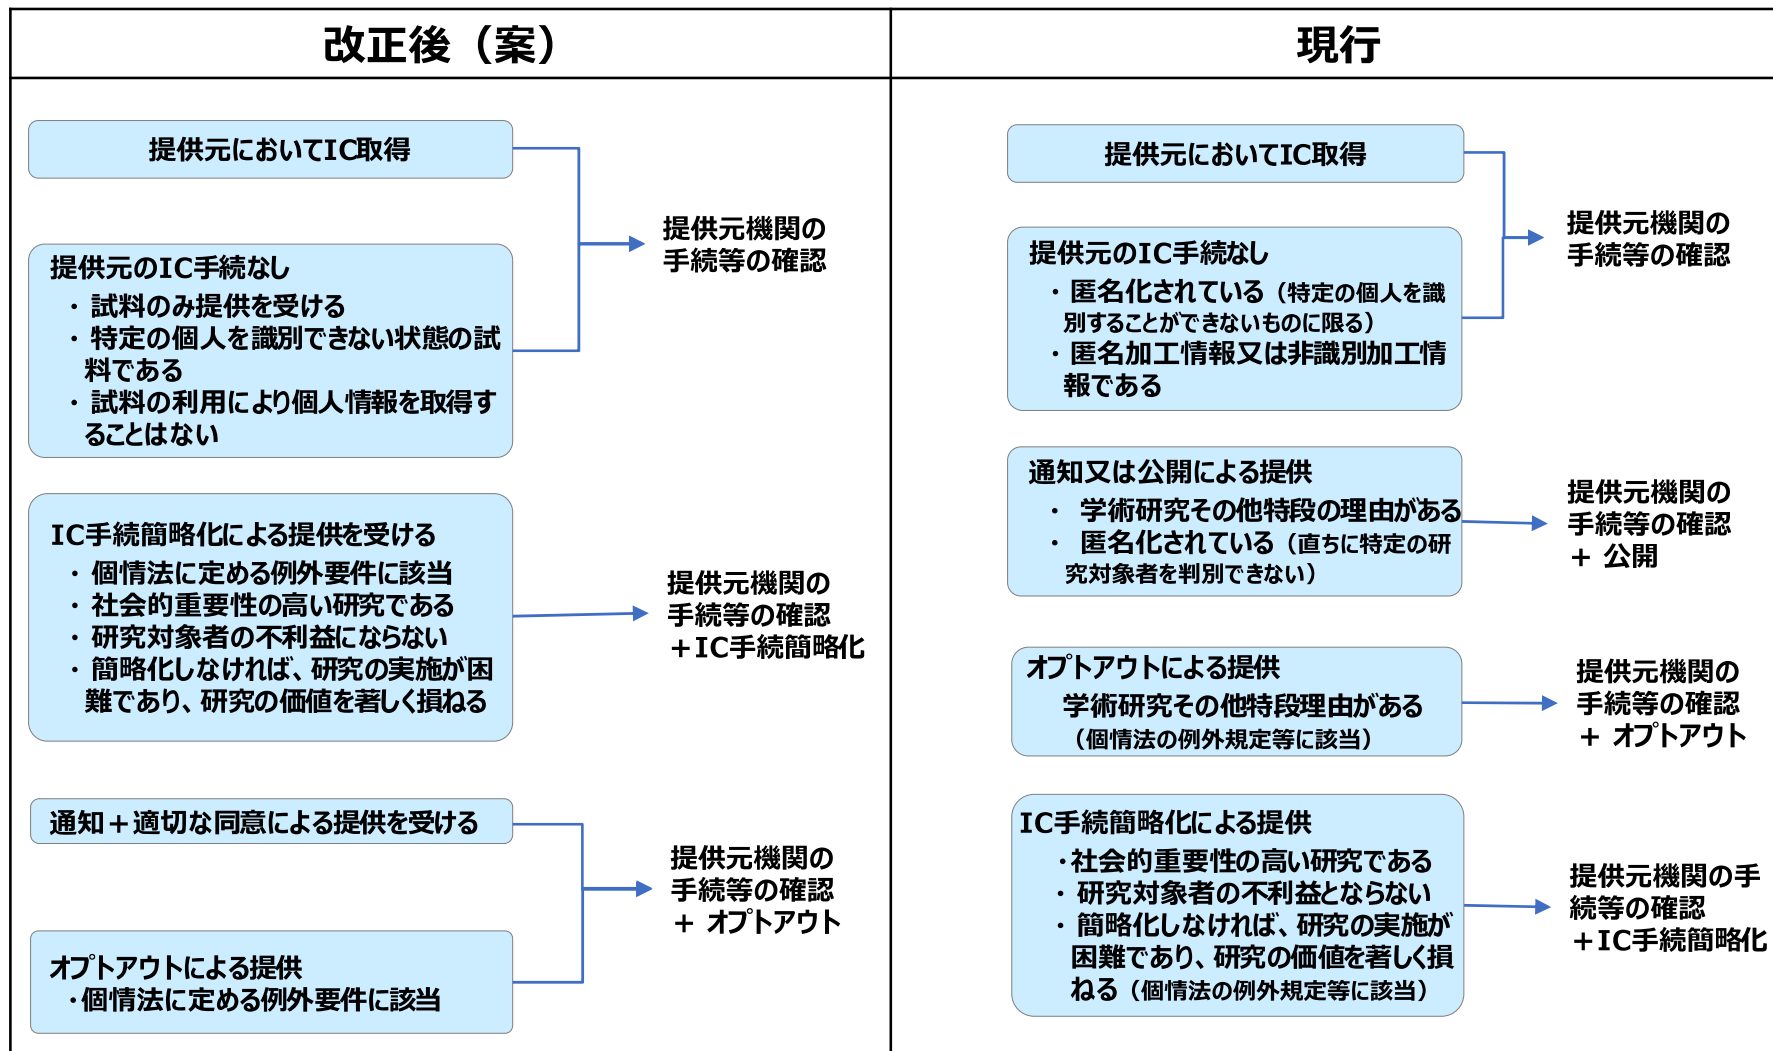 改正後（案）
提供元においてIC取得
提供元のIC手続なし
・ 試料のみ提供を受ける
・ 特定の個人を識別できない状態の試
料である
・ 試料の利用により個人情報を取得す
ることはない
提供元機関の
手続等の確認
IC手続簡略化による提供を受ける
・ 個情法に定める例外要件に該当
・ 社会的重要性の高い研究である
・ 研究対象者の不利益にならない
・ 簡略化しなければ、研究の実施が困
難であり、研究の価値を著しく損ねる
提供元機関の
手続等の確認
＋IC手続簡略化
通知＋適切な同意による提供を受ける
オプトアウトによる提供
・個情法に定める例外要件に該当
提供元機関の
手続等の確認
+ オプトアウト
現行
提供元においてIC取得
提供元のIC手続なし
・ 匿名化されている（特定の個人を識
別することができないものに限る）
・ 匿名加工情報又は非識別加工情
報である
提供元機関の
手続等の確認
通知又は公開による提供
・ 学術研究その他特段の理由がある
・ 匿名化されている（直ちに特定の研
究対象者を判別できない）
提供元機関の
手続等の確認
+ 公開
オプトアウトによる提供
学術研究その他特段理由がある
（個情法の例外規定等に該当）
提供元機関の
手続等の確認
+ オプトアウト
IC手続簡略化による提供
・社会的重要性の高い研究である
・ 研究対象者の不利益とならない
・ 簡略化しなければ、研究の実施が
困難であり、研究の価値を著しく損
ねる（個情法の例外規定等に該当）
提供元機関の手
続等の確認
＋IC手続簡略化